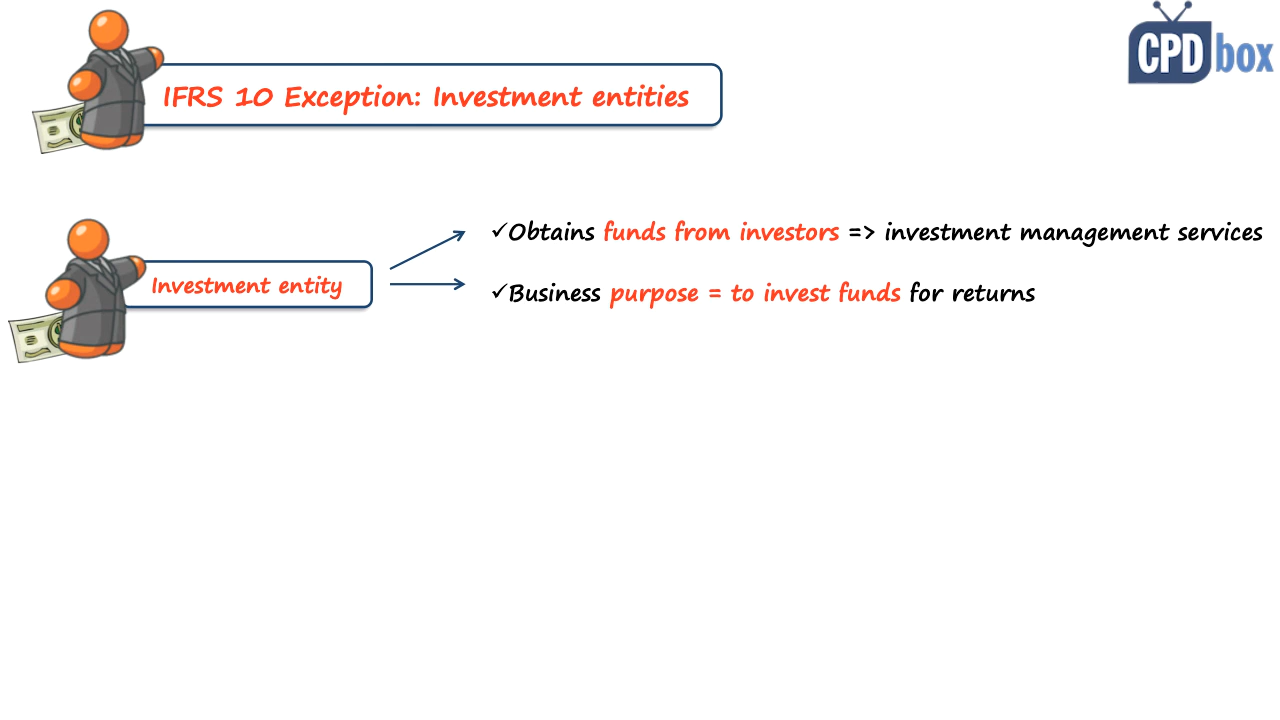 CPD box
IFRS 10 Exception: Investment entities
✓Obtains funds from investors => investment management services
Investment entity
✓Business purpose = to invest funds for returns